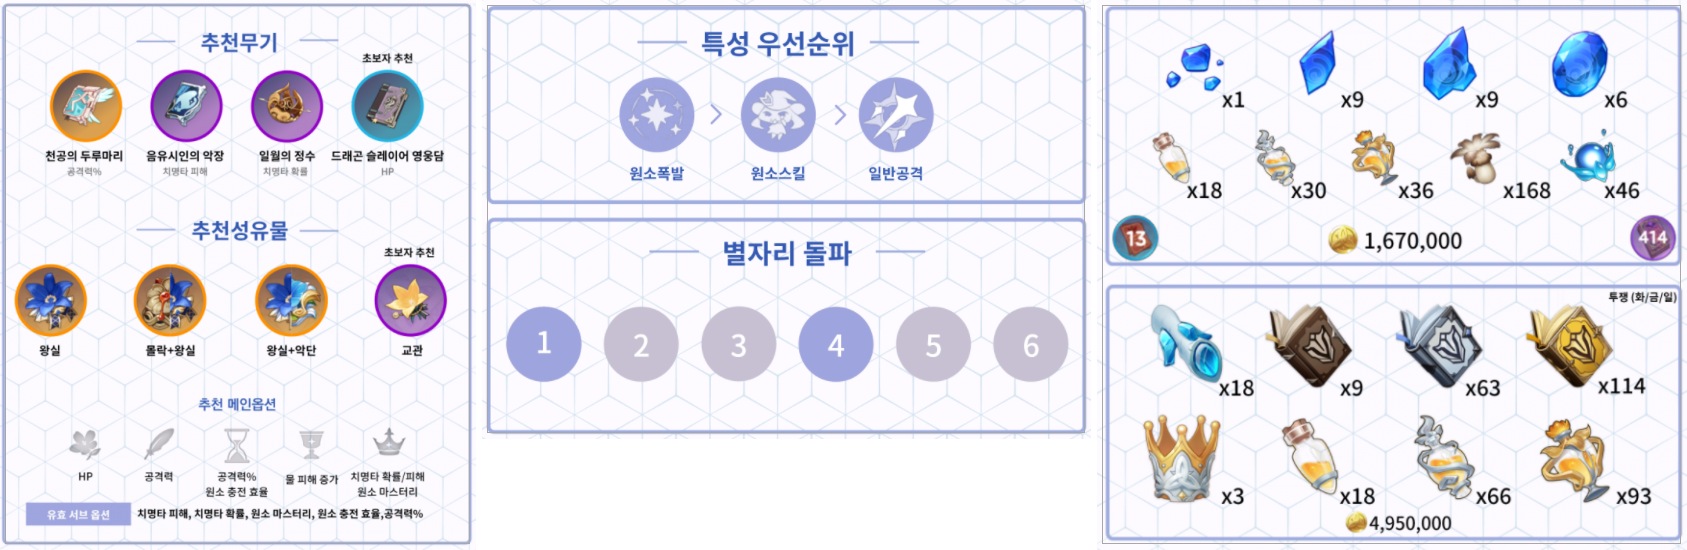 추천무기
초보자 추천
천공의 두루마리 음유시인의 악장 일월의 정수 드래곤 슬레이어 영웅담
공격력% 치명타 피해 치명타 확률 HP
추천성유물
초보자 추천
왕실 몰락+왕실 왕실+악단 교관
추천 메인옵션
HP 공격력 공격력% 물 피해 증가 치명타 확률/피해
원소 충전 효율 원소 마스터리
유효 서브 옵션 치명타 피해, 치명타 확률, 원소 마스터리, 원소 충전 효율,공격력%
특성 우선순위
원소폭발 원소스킬 일반공격
별자리 돌파
1 2 3 4 5 6
x1 x9 x9 x6
x18 x30 x36 x168 x46
13 1,670,000 414
투쟁 (화/금/일)
x18 x9 x63 x114
x3 x18 x66 x93
4,950,000